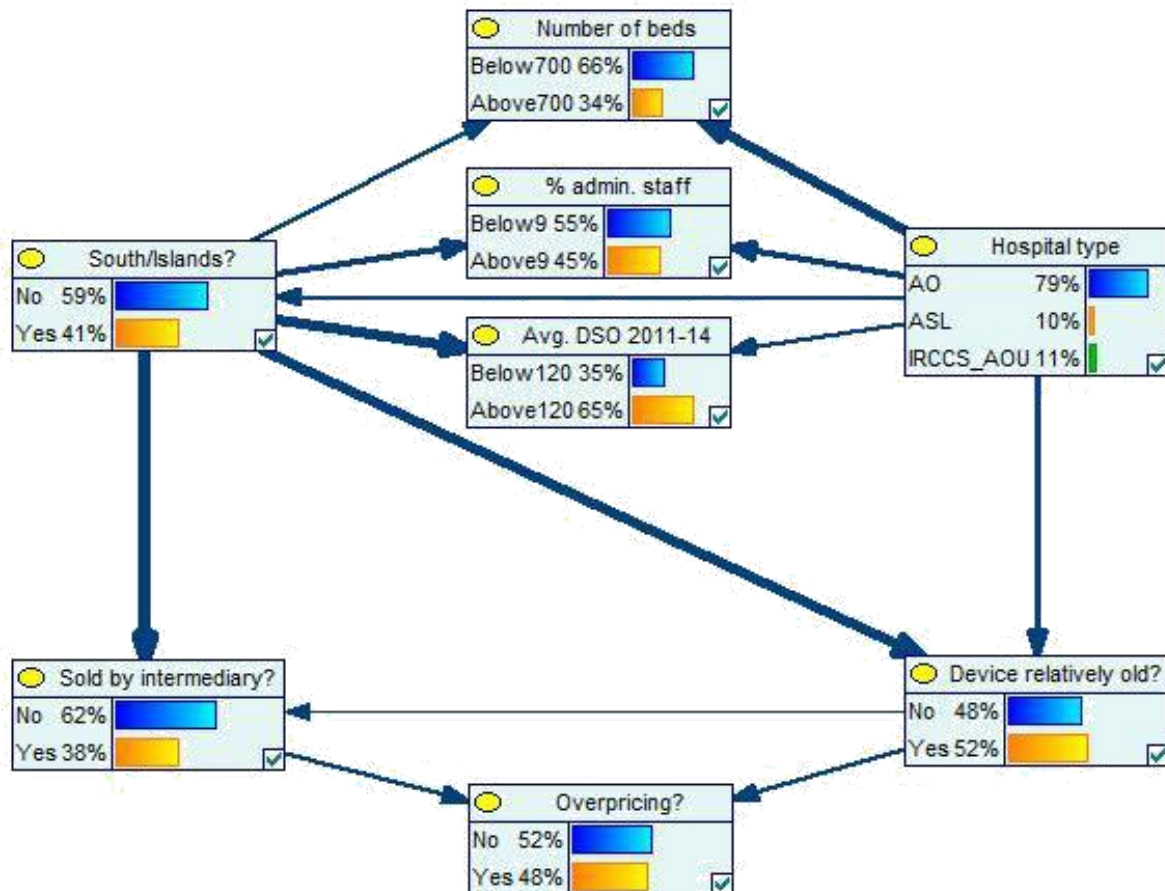 Number of beds
Below700 66%
Above700 34%
% admin. staff
Below9 55%
Above9 45%
South/Islands?
No 59%
Yes 41%
Hospital type
AO 79%
ASL 10%
IRCCS_AOU 11%
Avg. DSO 2011-14
Below120 35%
Above120 65%
Sold by intermediary?
No 62%
Yes 38%
Device relatively old?
No 48%
Yes 52%
Overpricing?
No 52%
Yes 48%